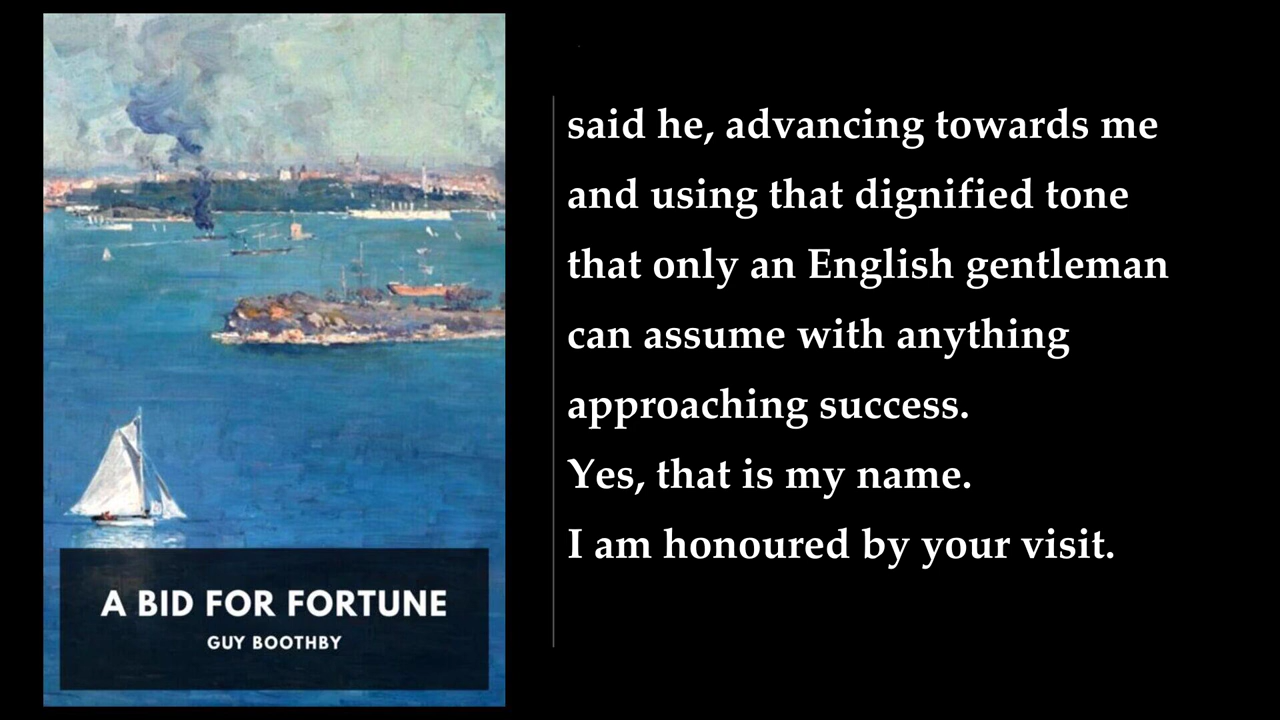 said he, advancing towards me
and using that dignified tone
that only an English gentleman
can assume with anything
approaching success.
Yes, that is my name.
I am honoured by your visit.
A BID FOR FORTUNE
GUY BOOTHBY